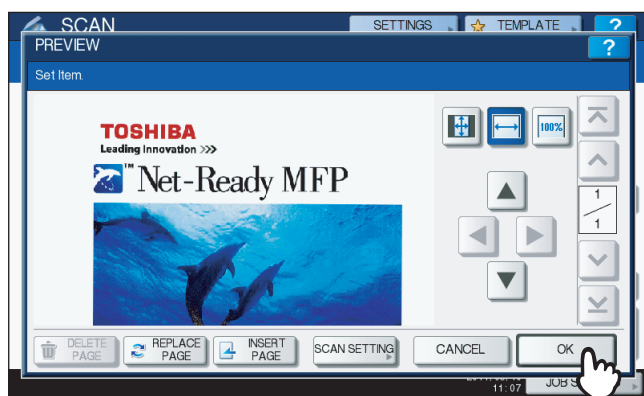 SCAN
SETTINGS
TEMPLATE
?
PREVIEW
?
Set Item.
TOSHIBA
Leading Innovation >>>
™ Net-Ready MFP
100%
1
1
DELETE PAGE
REPLACE PAGE
INSERT PAGE
SCAN SETTING
CANCEL
OK
11:07
JOB S